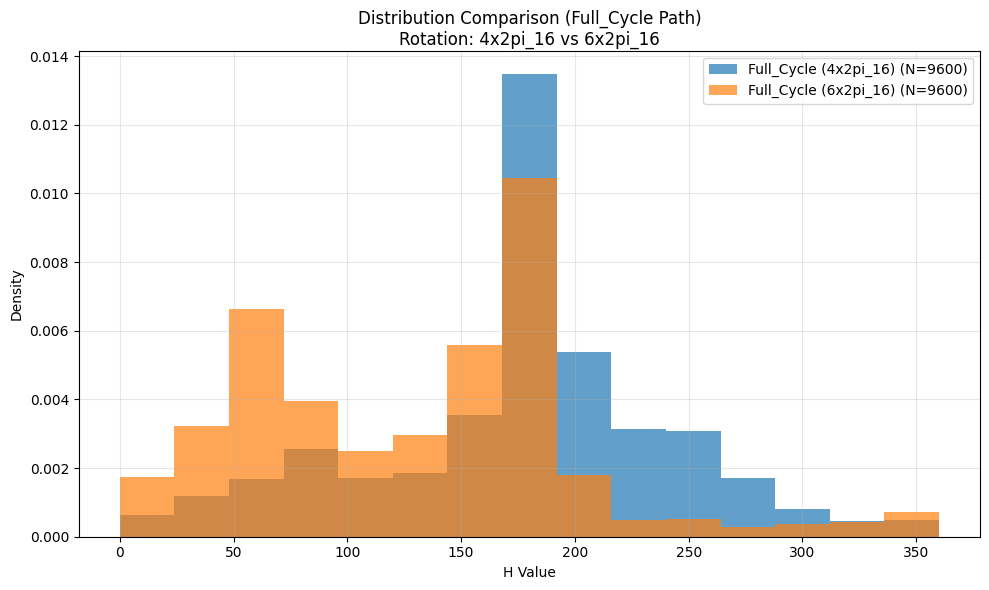 Distribution Comparison (Full_Cycle Path)
Rotation: 4x2pi_16 vs 6x2pi_16
Full_Cycle (4x2pi_16) (N=9600)
Full_Cycle (6x2pi_16) (N=9600)
Density
0.014
0.012
0.010
0.008
0.006
0.004
0.002
0.000
0 50 100 150 200 250 300 350
H Value